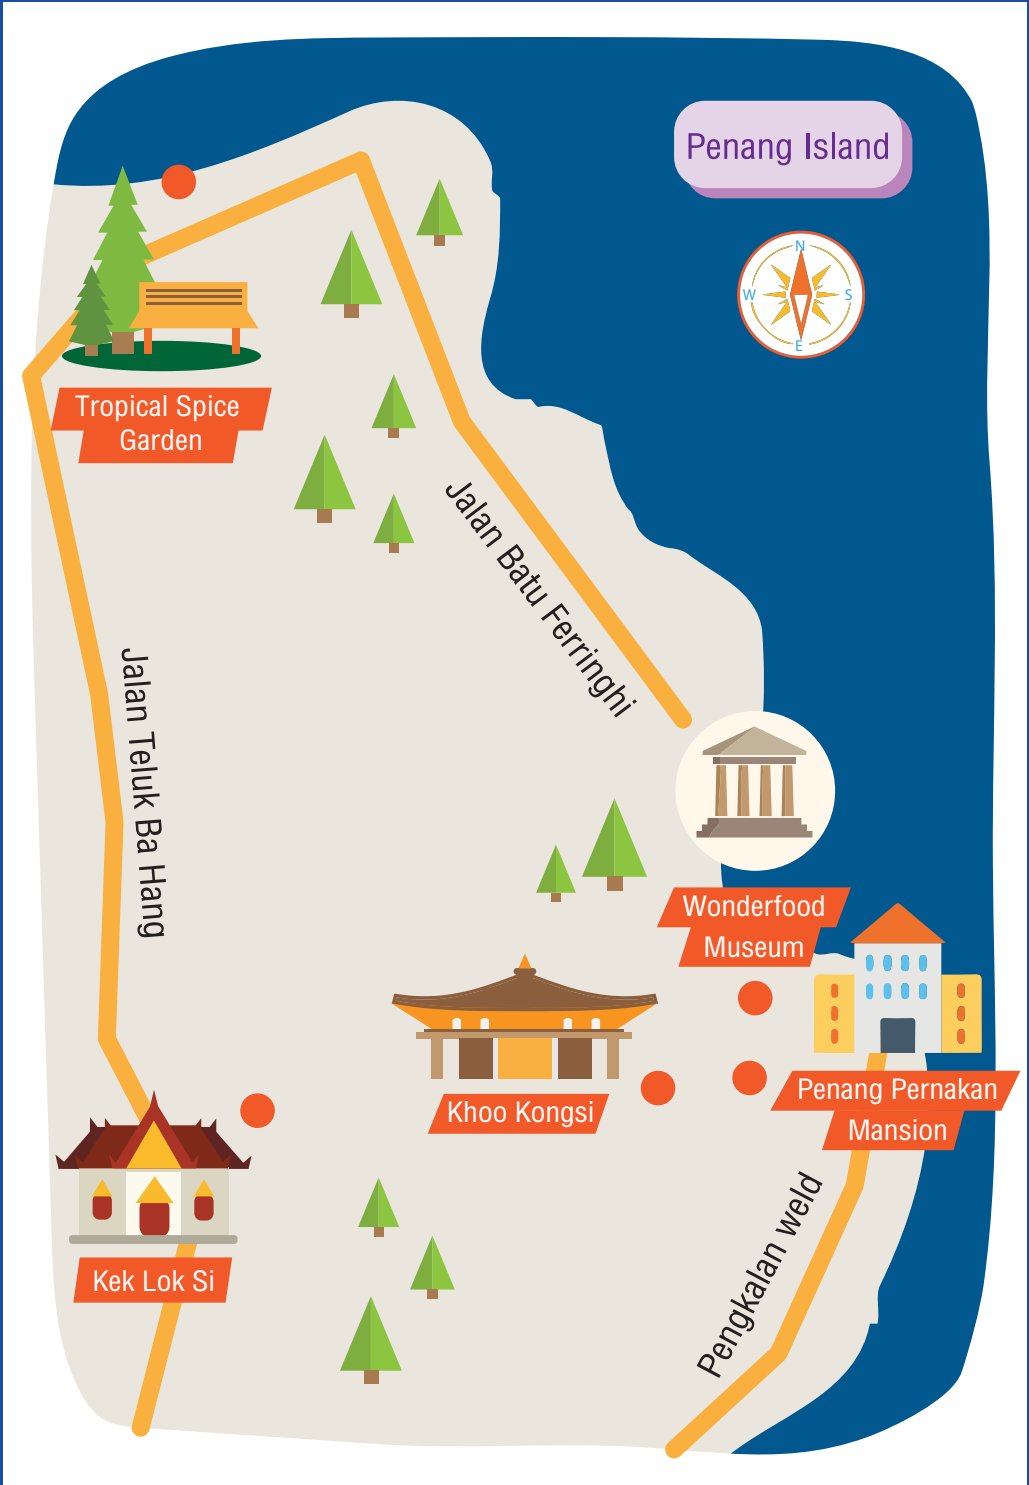 Penang Island
N
W
S
E
Tropical Spice
Garden
Jalan Batu Ferringhi
Jalan Teluk Ba Hang
Wonderfood
Museum
Khoo Kongsi
Penang Pernakan
Mansion
Kek Lok Si
Pengkalan weld